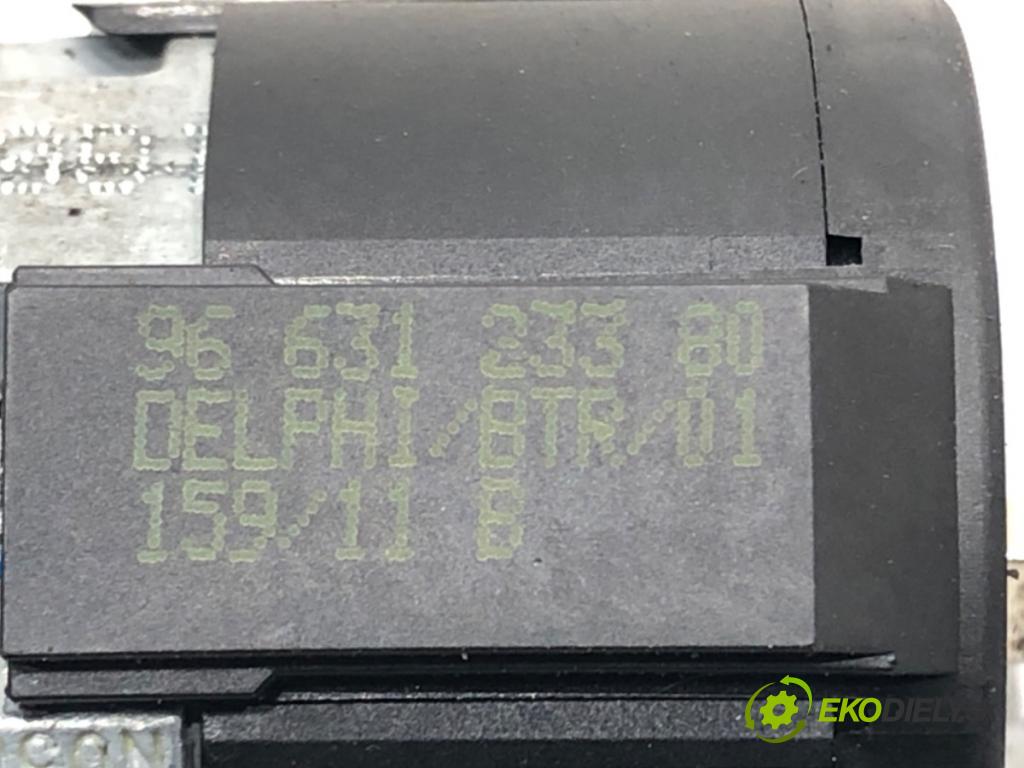 96 631 233 80
DELPHI/BTR/01
159/11 B
EKODIELY